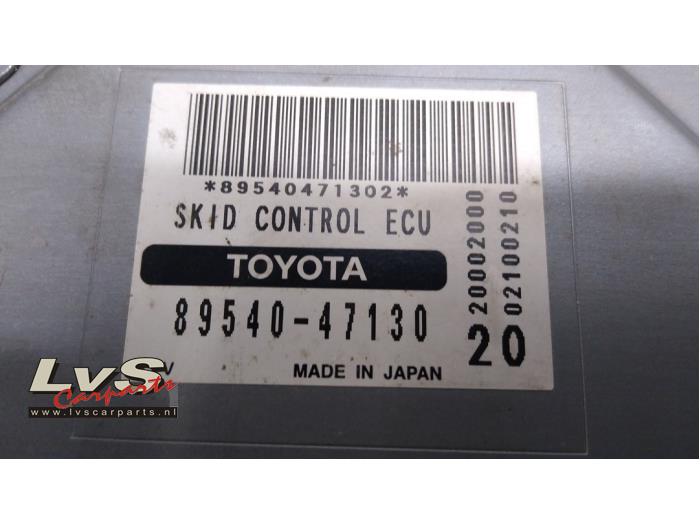 *89540471302*
SKID CONTROL ECU
TOYOTA
89540-47130
20002000
02100210
20
V
MADE IN JAPAN
LvS
Carparts
www.lvscarparts.nl